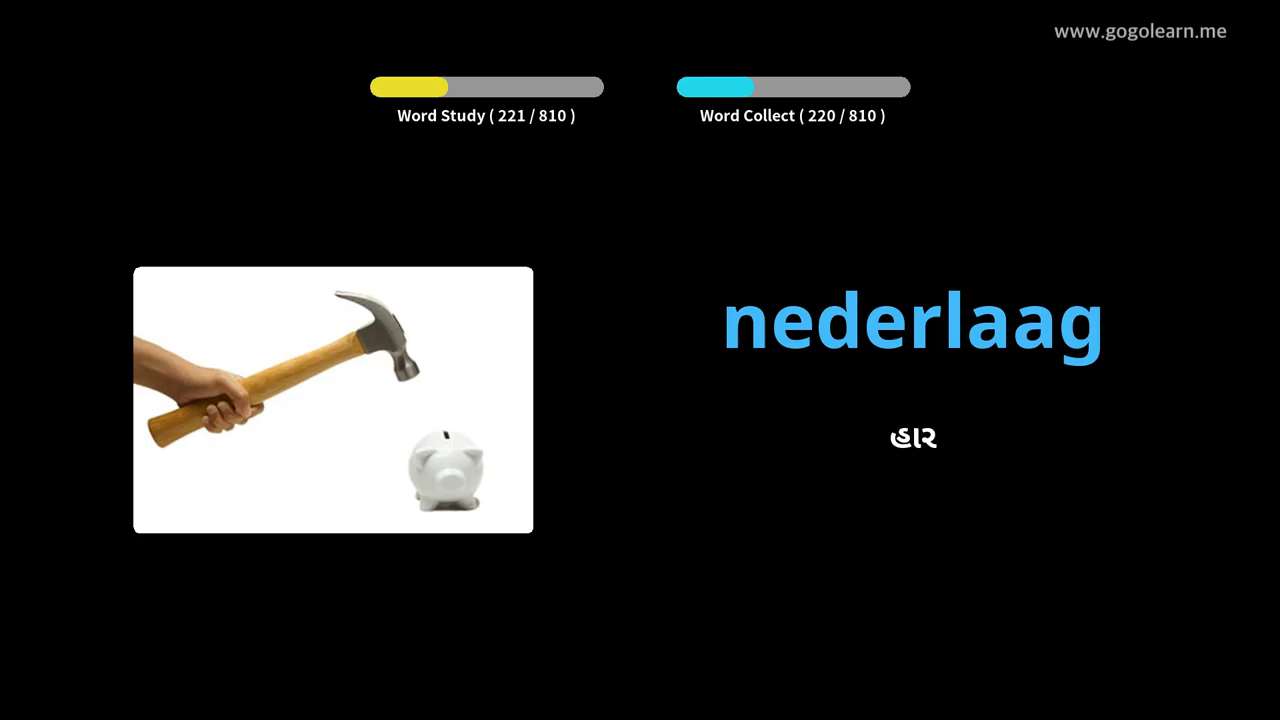 www.gogolearn.me
Word Study ( 221 / 810 )
Word Collect ( 220 / 810 )
nederlaag
હાર